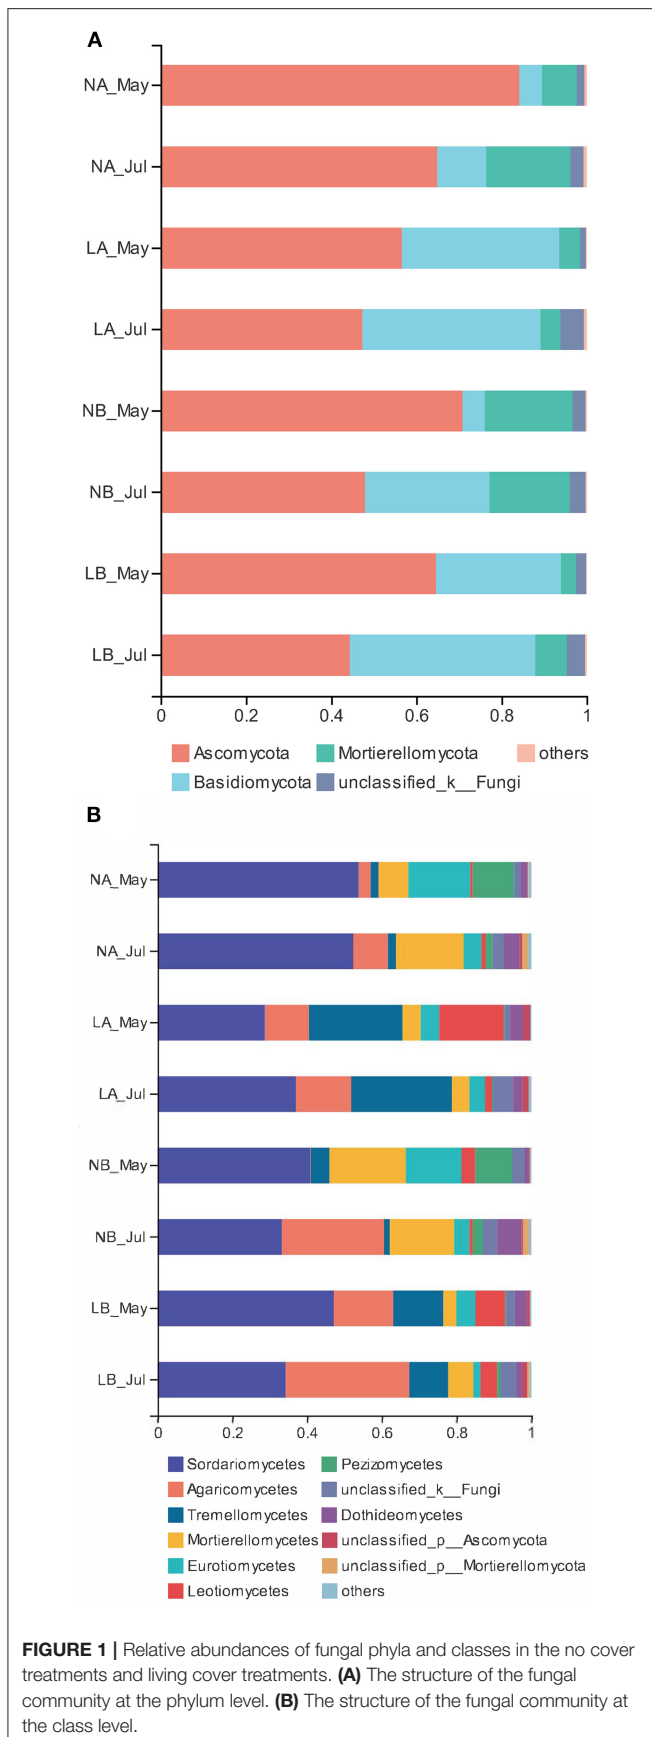 A
NA_May
NA_Jul
LA_May
LA_Jul
NB_May
NB_Jul
LB_May
LB_Jul
0 0.2 0.4 0.6 0.8 1
Ascomycota Mortierellomycota others
Basidiomycota unclassified_k__Fungi
B
NA_May
NA_Jul
LA_May
LA_Jul
NB_May
NB_Jul
LB_May
LB_Jul
0 0.2 0.4 0.6 0.8 1
Sordariomycetes Pezizomycetes
Agaricomycetes unclassified_k__Fungi
Tremellomycetes Dothideomycetes
Mortierellomycetes unclassified_p__Ascomycota
Eurotiomycetes unclassified_p__Mortierellomycota
Leotiomycetes others
FIGURE 1 | Relative abundances of fungal phyla and classes in the no cover
treatments and living cover treatments. (A) The structure of the fungal
community at the phylum level. (B) The structure of the fungal community at
the class level.